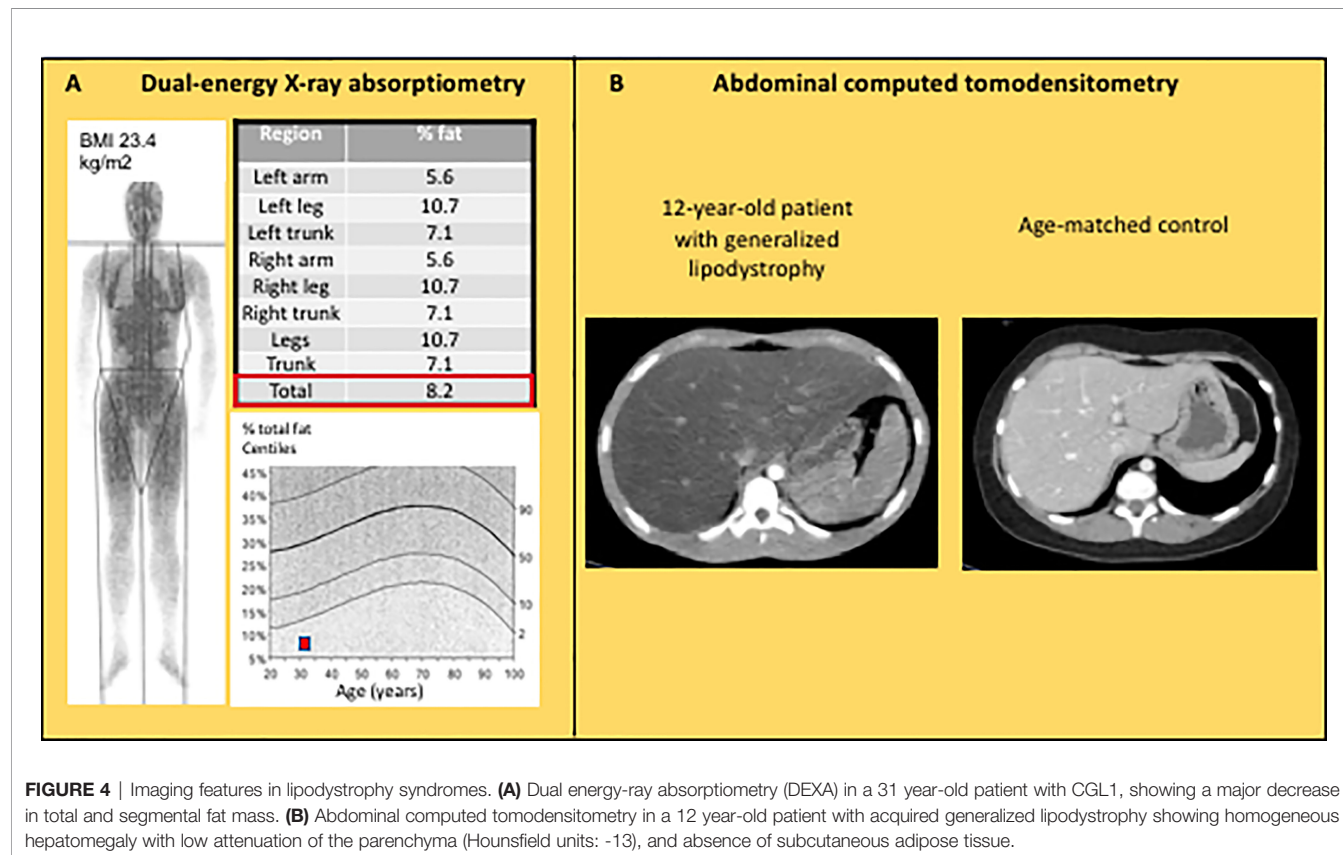 A Dual-energy X-ray absorptiometry
BMI 23.4
kg/m2
Region % fat
Left arm 5.6
Left leg 10.7
Left trunk 7.1
Right arm 5.6
Right leg 10.7
Right trunk 7.1
Legs 10.7
Trunk 7.1
Total 8.2
% total fat
Centiles
45%
40%
35%
30%
25%
20%
15%
10%
5%
90
50
10
2
20 30 40 50 60 70 80 90 100
Age (years)
B Abdominal computed tomodensitometry
12-year-old patient
with generalized
lipodystrophy
Age-matched control
FIGURE 4 | Imaging features in lipodystrophy syndromes. (A) Dual energy-ray absorptiometry (DEXA) in a 31 year-old patient with CGL1, showing a major decrease
in total and segmental fat mass. (B) Abdominal computed tomodensitometry in a 12 year-old patient with acquired generalized lipodystrophy showing homogeneous
hepatomegaly with low attenuation of the parenchyma (Hounsfield units: -13), and absence of subcutaneous adipose tissue.